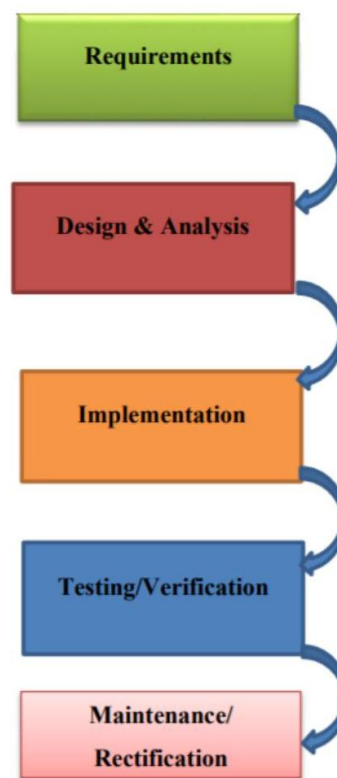 Requirements
Design & Analysis
Implementation
Testing/Verification
Maintenance/
Rectification